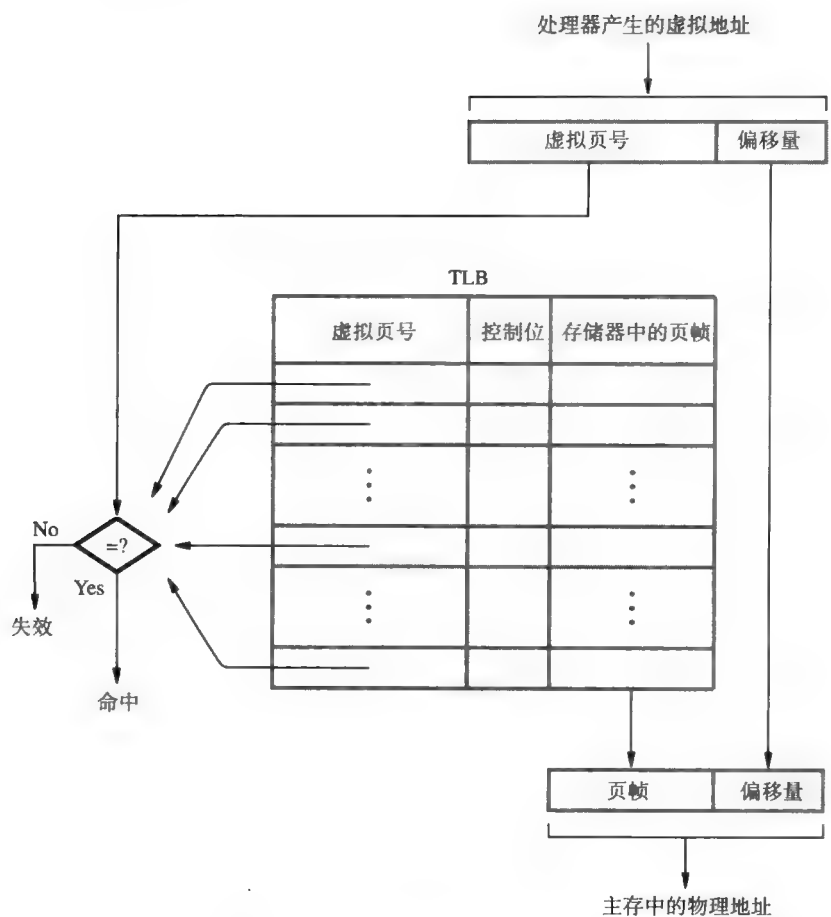 处理器产生的虚拟地址
虚拟页号 偏移量
TLB
虚拟页号 控制位 存储器中的页帧
No
=?
Yes
失效
命中
页帧 偏移量
主存中的物理地址